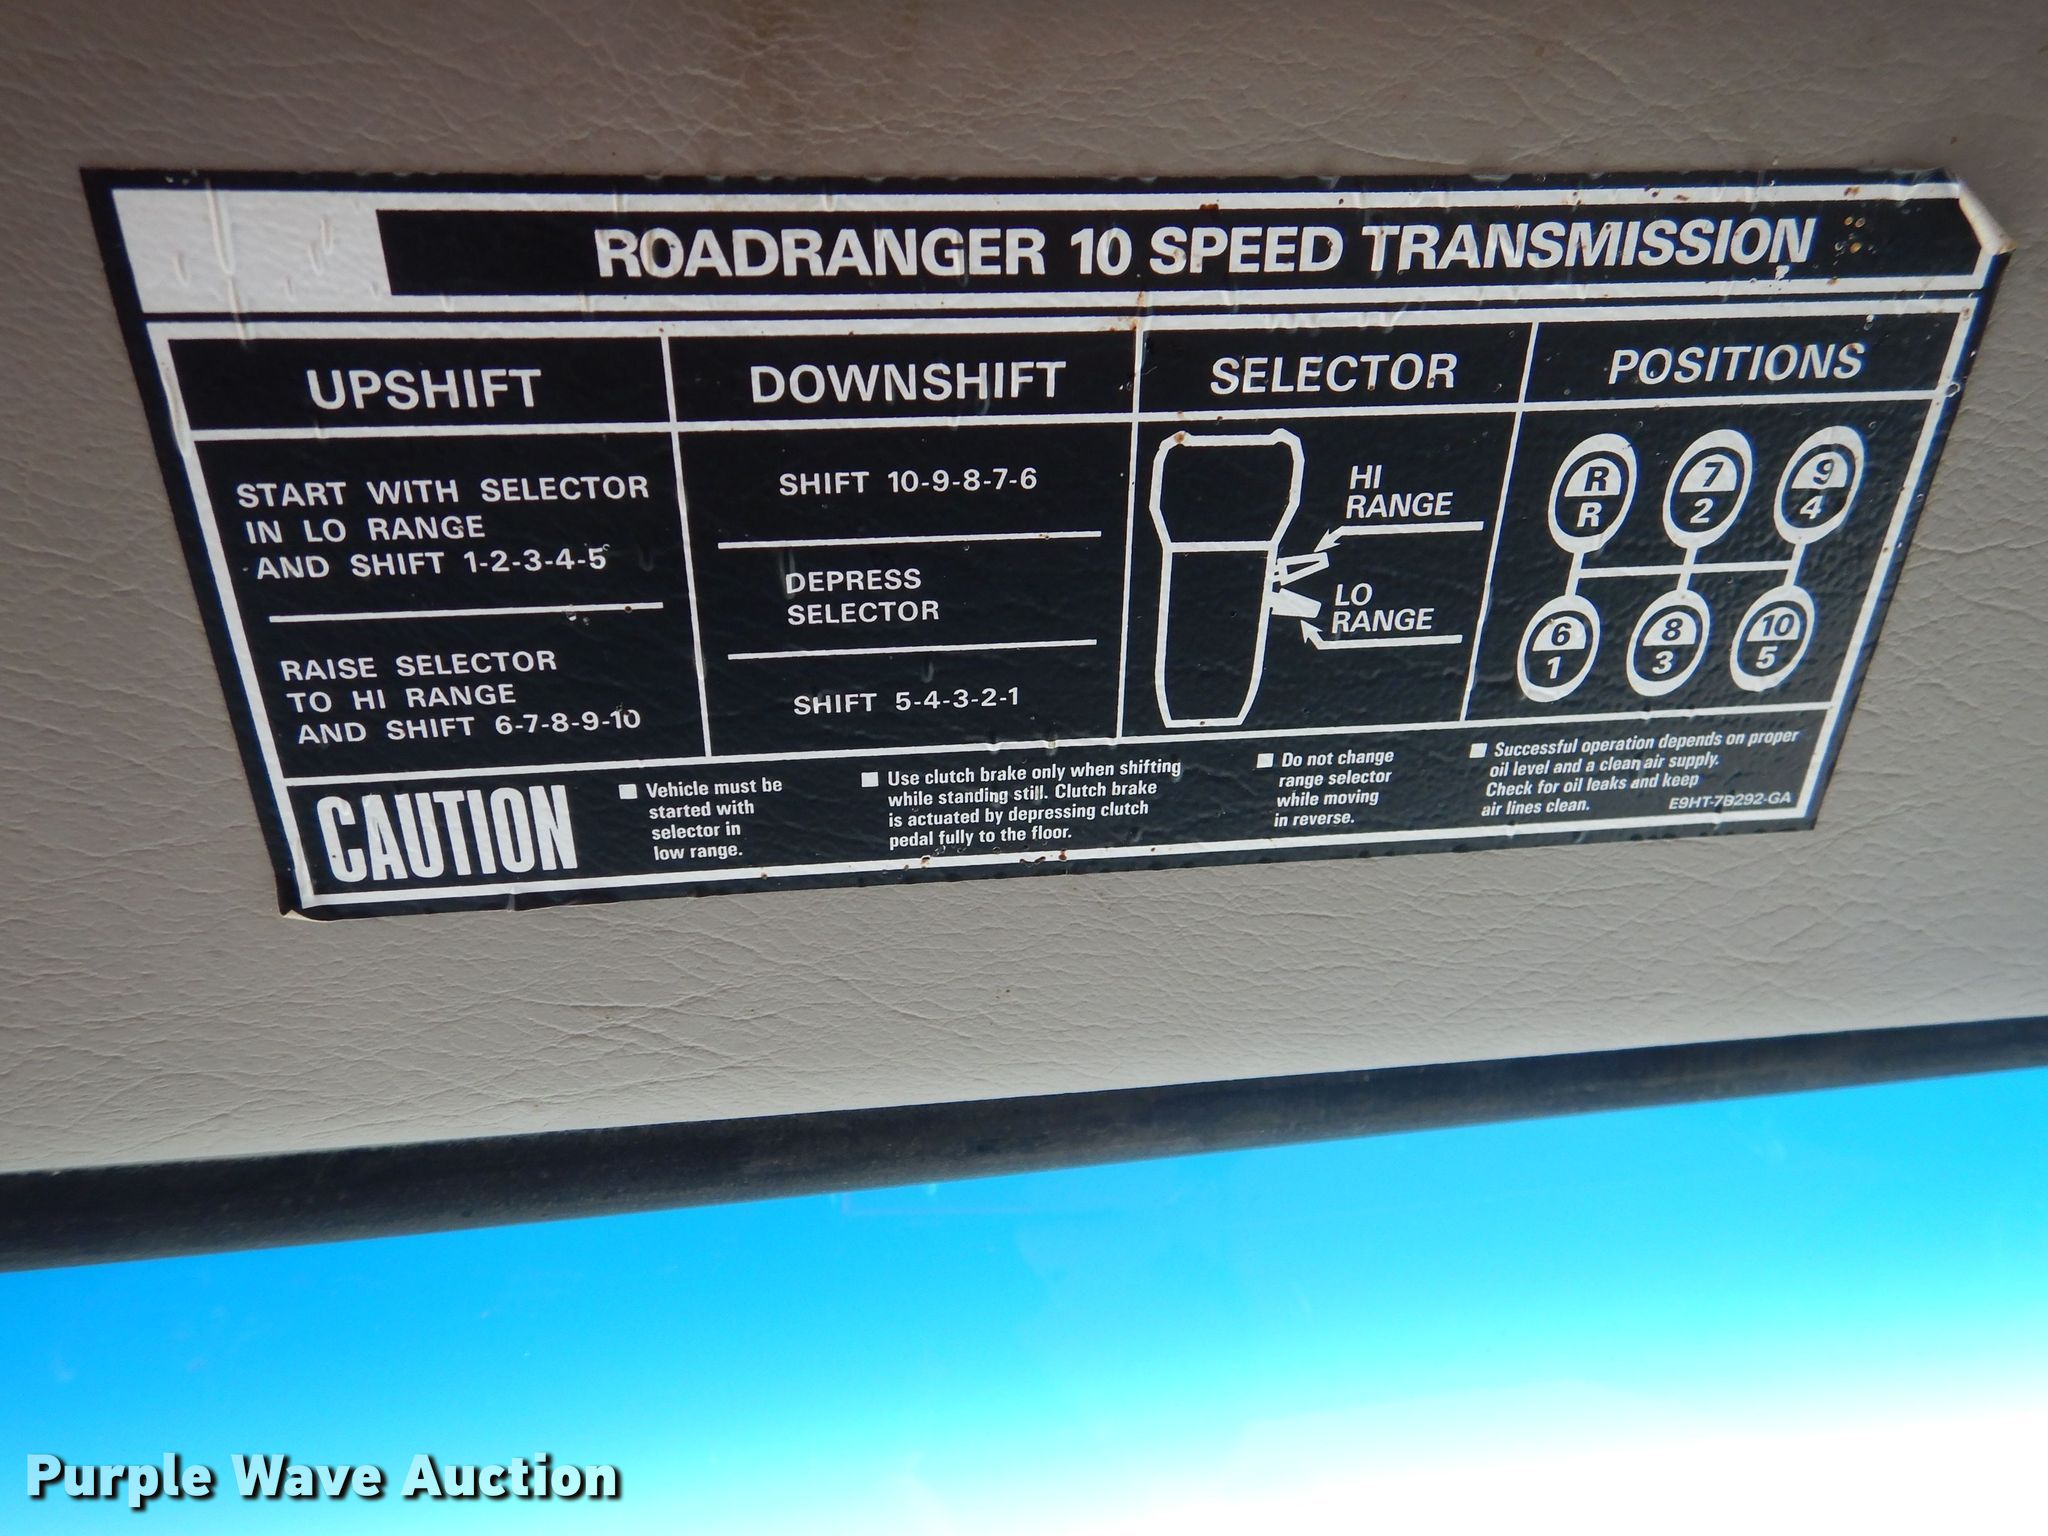 ROADRANGER 10 SPEED TRANSMISSION
UPSHIFT
START WITH SELECTOR
IN LO RANGE
AND SHIFT 1-2-3-4-5
RAISE SELECTOR
TO HI RANGE
AND SHIFT 6-7-8-9-10
DOWNSHIFT
SHIFT 10-9-8-7-6
DEPRESS
SELECTOR
SHIFT 5-4-3-2-1
SELECTOR
HI
RANGE
LO
RANGE
POSITIONS
R 7 9
R 2 4
6 8 10
1 3 5
CAUTION
■ Vehicle must be
started with
selector in
low range.
■ Use clutch brake only when shifting
while standing still. Clutch brake
is actuated by depressing clutch
pedal fully to the floor.
■ Do not change
range selector
while moving
in reverse.
■ Successful operation depends on proper
oil level and a clean air supply.
Check for oil leaks and keep
air lines clean.
E9HT-7B292-GA
Purple Wave Auction